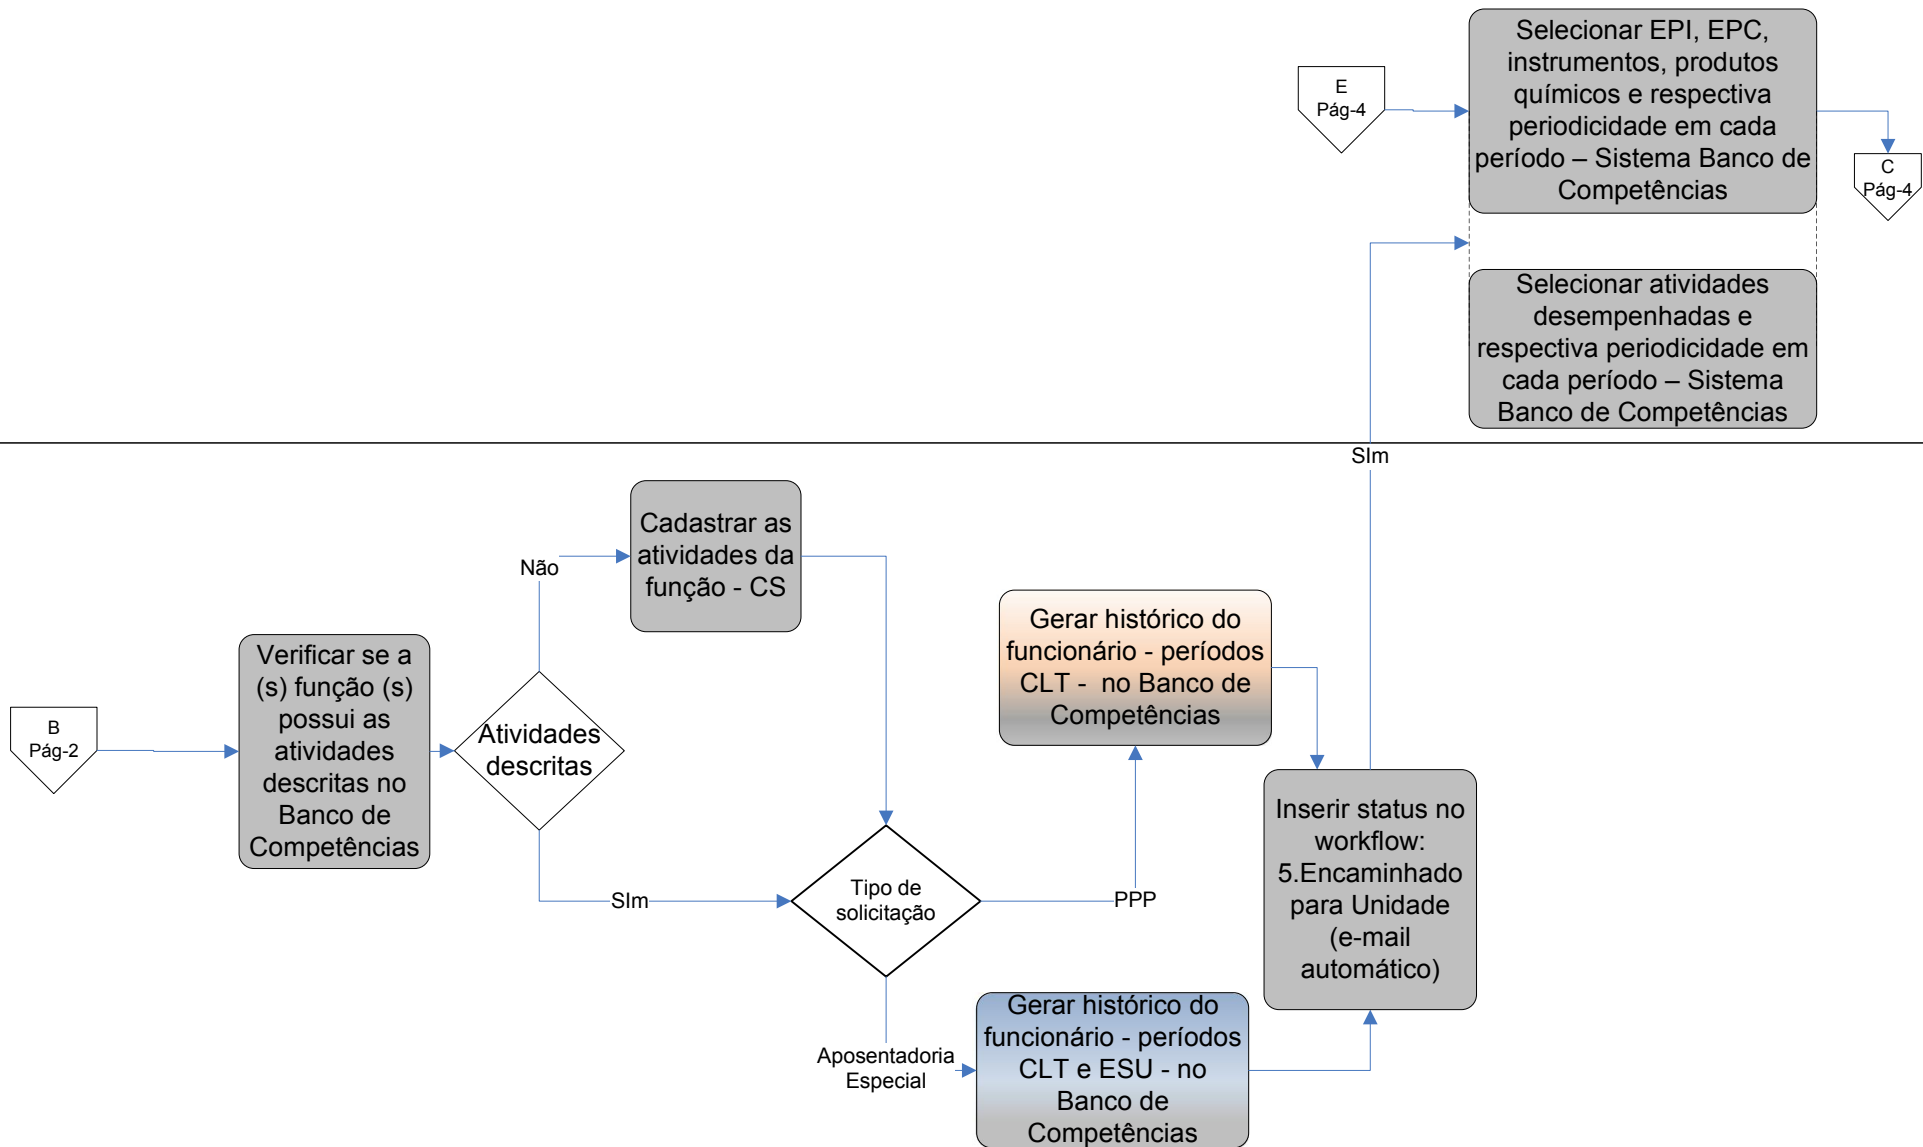 Selecionar EPI, EPC,
instrumentos, produtos
químicos e respectiva
periodicidade em cada
período – Sistema Banco de
Competências
E
Pág-4
C
Pág-4
Selecionar atividades
desempenhadas e
respectiva periodicidade em
cada período – Sistema
Banco de Competências
SIm
Cadastrar as
atividades da
função - CS
Não
Gerar histórico do
funcionário - períodos
CLT -  no Banco de
Competências
Verificar se a
(s) função (s)
possui as
atividades
descritas no
Banco de
Competências
B
Pág-2
Atividades
descritas
Inserir status no
workflow:
5.Encaminhado
para Unidade
(e-mail
automático)
SIm
Tipo de
solicitação
PPP
Aposentadoria
Especial
Gerar histórico do
funcionário - períodos
CLT e ESU - no
Banco de
Competências